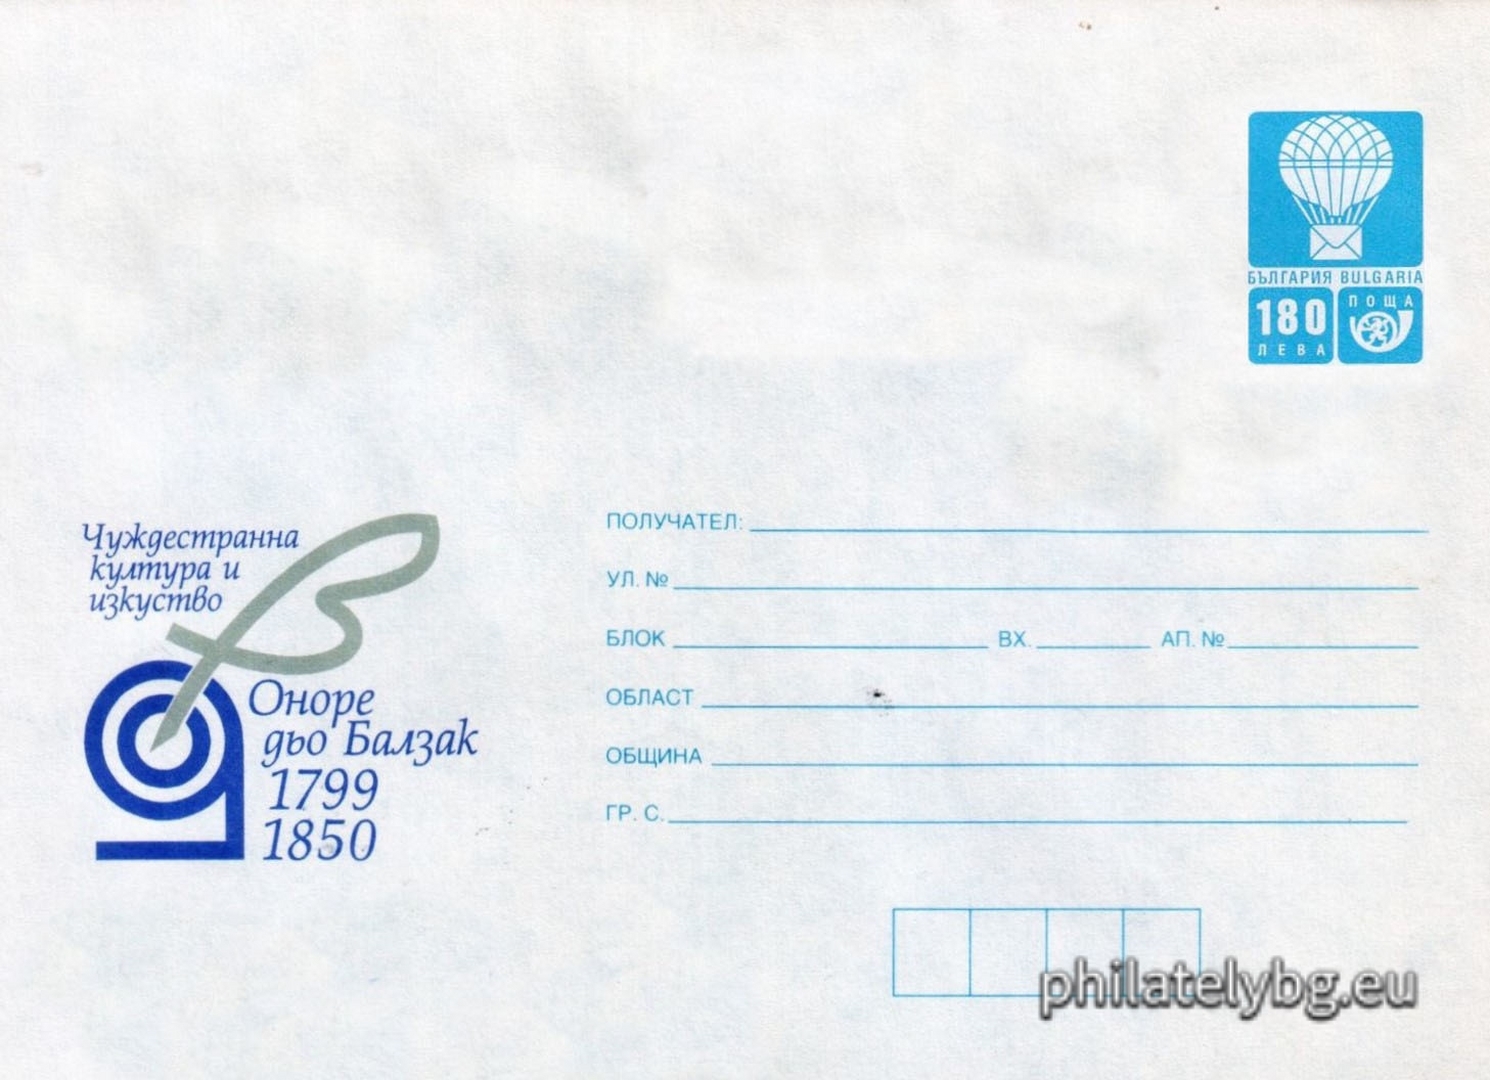 БЪЛГАРИЯ BULGARIA
180
ЛЕВА
ПОЩА
Чуждестранна
култура и
изкуство
Оноре
дьо Балзак
1799
1850
ПОЛУЧАТЕЛ:
УЛ. №
БЛОК ВХ. АП. №
ОБЛАСТ
ОБЩИНА
ГР. С.
philatelybg.eu